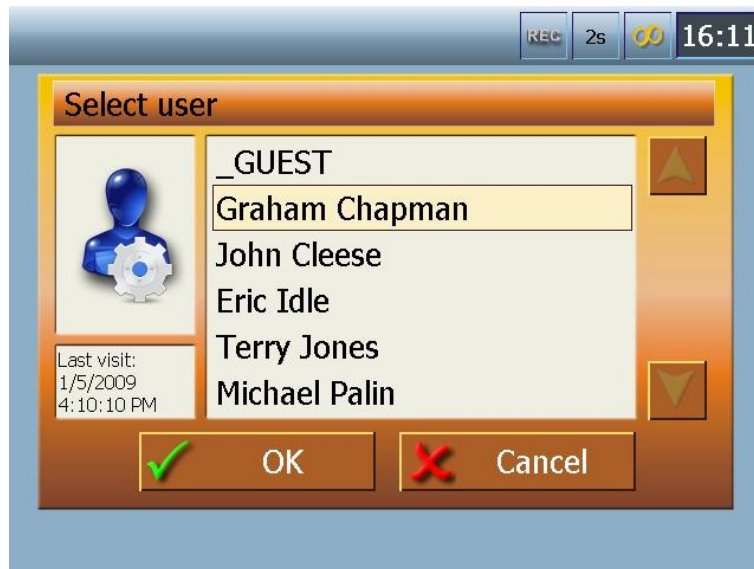 REC 2s 16:11
Select user
_GUEST
Graham Chapman
John Cleese
Eric Idle
Terry Jones
Michael Palin
Last visit:
1/5/2009
4:10:10 PM
OK Cancel